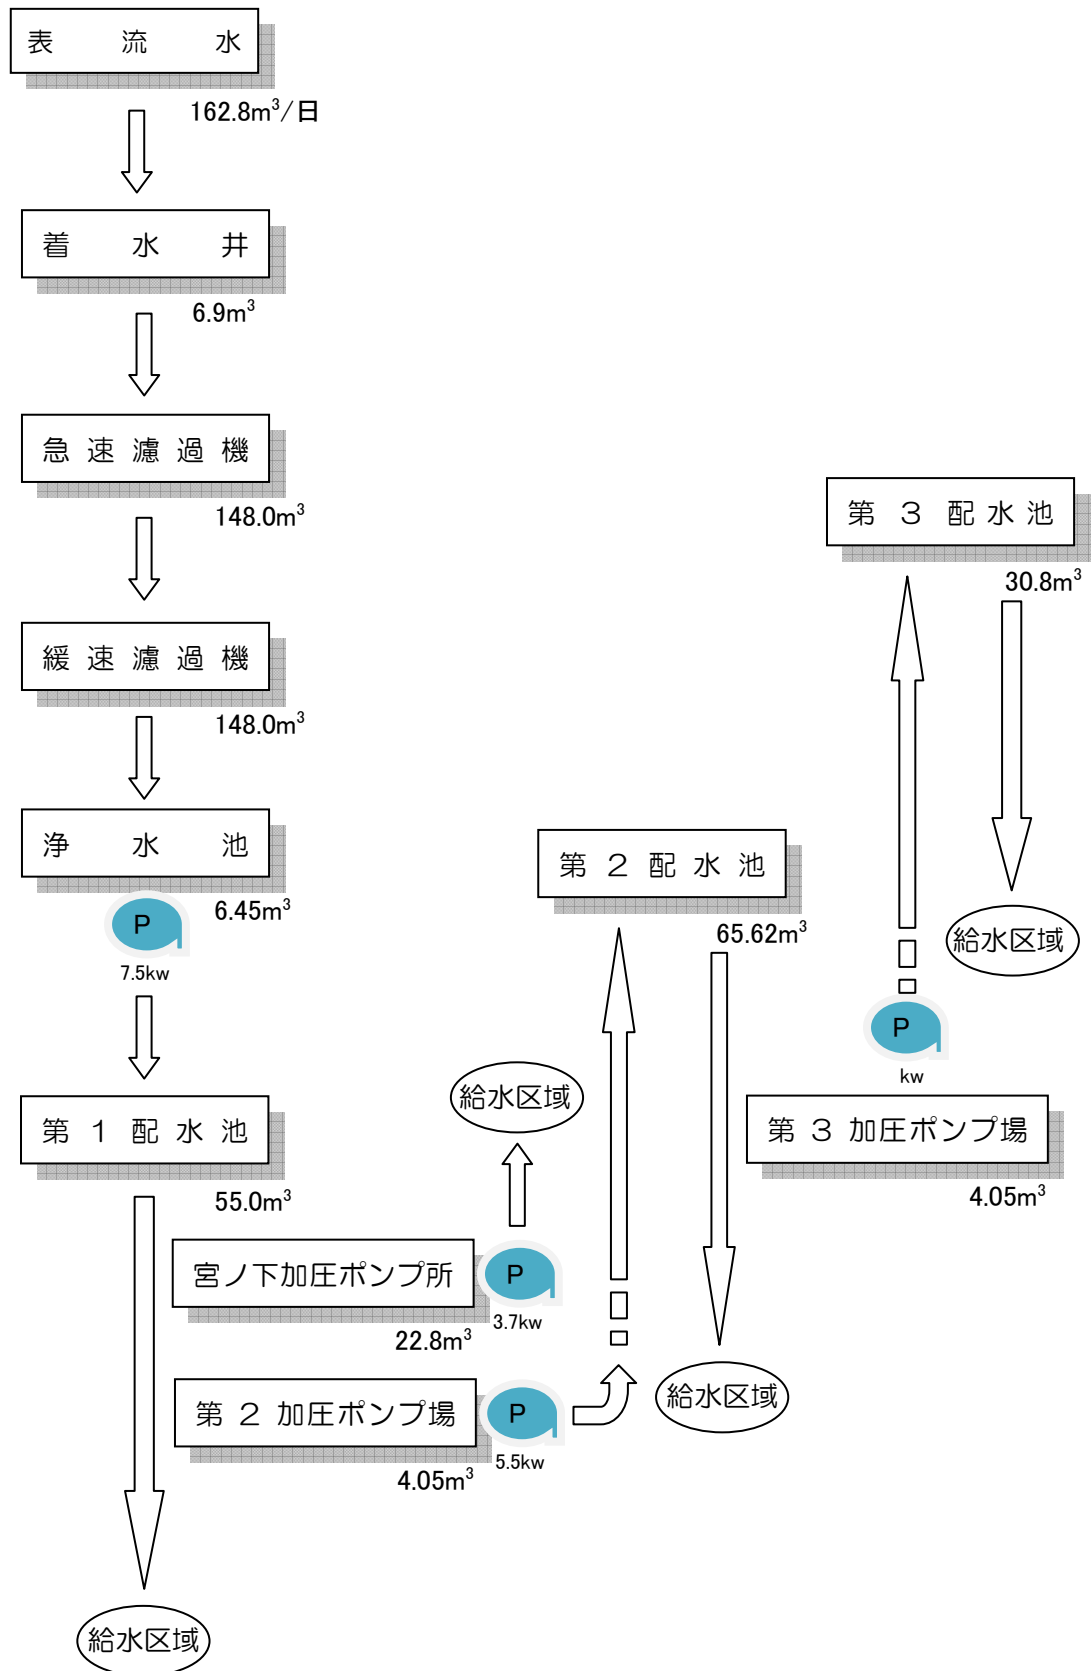 表流水
162.8m³/日
着水井
6.9m³
急速濾過機
148.0m³
緩速濾過機
148.0m³
浄水池
6.45m³
P
7.5kw
第1配水池
55.0m³
給水区域
宮ノ下加圧ポンプ所
22.8m³
P
3.7kw
給水区域
第2加圧ポンプ場
4.05m³
P
5.5kw
第2配水池
65.62m³
給水区域
第3配水池
30.8m³
給水区域
P
kw
第3加圧ポンプ場
4.05m³